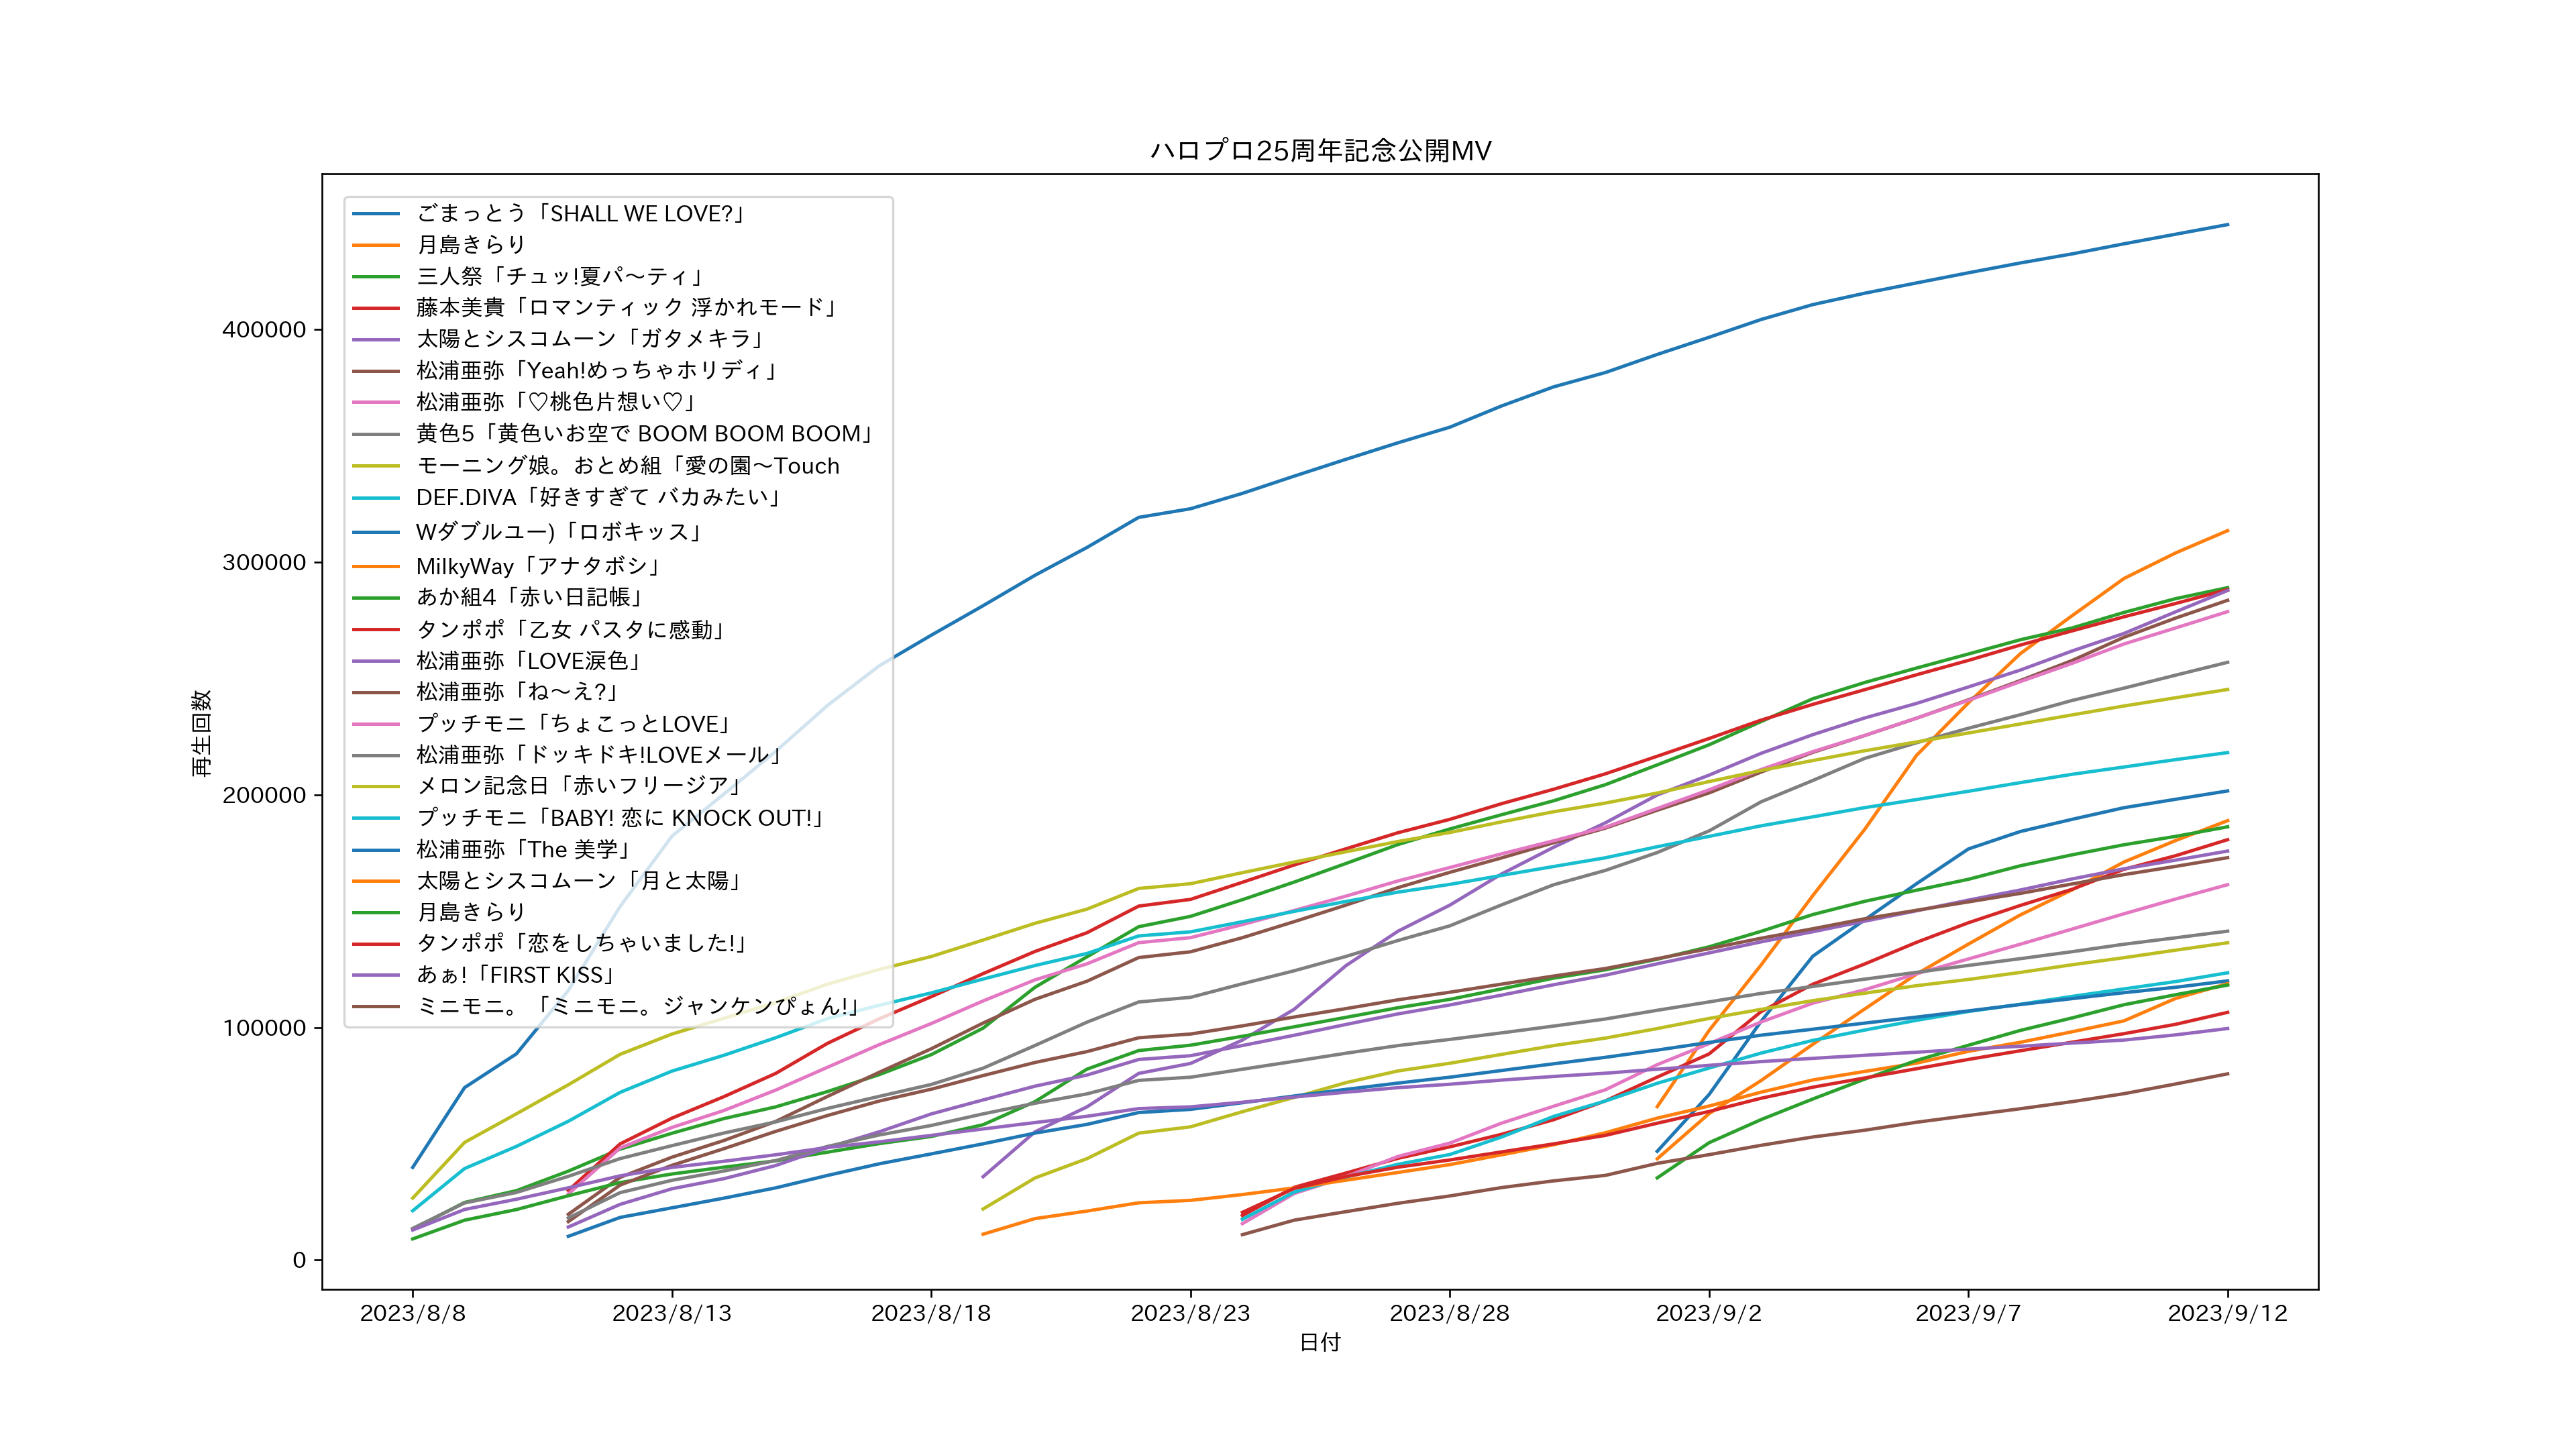 ハロプロ25周年記念公開MV
ごまっとう「SHALL WE LOVE?」
月島きらり
三人祭「チュッ!夏パ〜ティ」
藤本美貴「ロマンティック 浮かれモード」
太陽とシスコムーン「ガタメキラ」
松浦亜弥「Yeah!めっちゃホリディ」
松浦亜弥「♡桃色片想い♡」
黄色5「黄色いお空で BOOM BOOM BOOM」
モーニング娘。おとめ組「愛の園〜Touch
DEF.DIVA「好きすぎて バカみたい」
Wダブルユー)「ロボキッス」
MilkyWay「アナタボシ」
あか組4「赤い日記帳」
タンポポ「乙女 パスタに感動」
松浦亜弥「LOVE涙色」
松浦亜弥「ね〜え?」
プッチモニ「ちょこっとLOVE」
松浦亜弥「ドッキドキ!LOVEメール」
メロン記念日「赤いフリージア」
プッチモニ「BABY! 恋に KNOCK OUT!」
松浦亜弥「The 美学」
太陽とシスコムーン「月と太陽」
月島きらり
タンポポ「恋をしちゃいました!」
あぁ!「FIRST KISS」
ミニモニ。「ミニモニ。ジャンケンぴょん!」
再生回数
400000
300000
200000
100000
0
2023/8/8 2023/8/13 2023/8/18 2023/8/23 2023/8/28 2023/9/2 2023/9/7 2023/9/12
日付